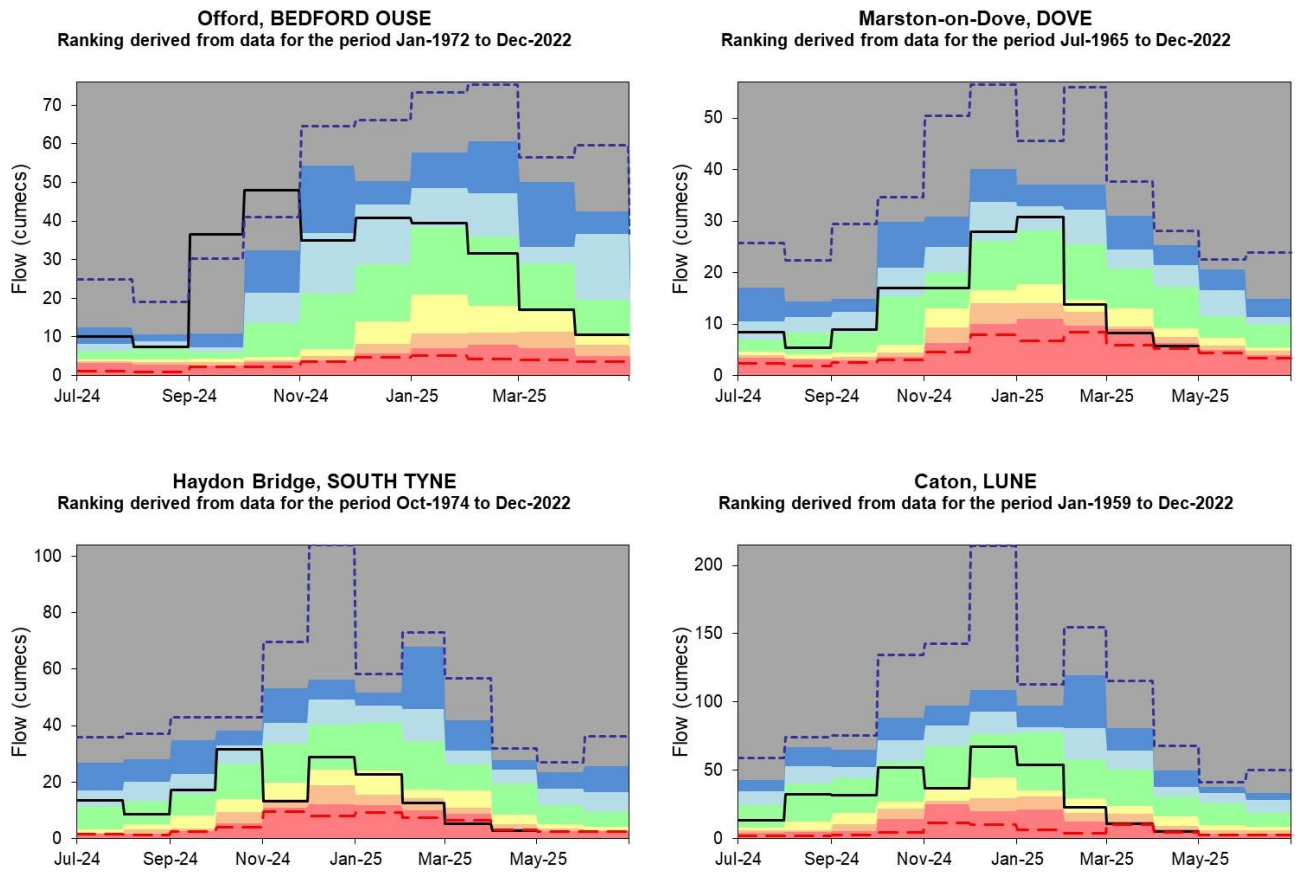 Offord, BEDFORD OUSE
Ranking derived from data for the period Jan-1972 to Dec-2022
Flow (cumecs)
70
60
50
40
30
20
10
0
Jul-24 Sep-24 Nov-24 Jan-25 Mar-25
Marston-on-Dove, DOVE
Ranking derived from data for the period Jul-1965 to Dec-2022
Flow (cumecs)
50
40
30
20
10
0
Jul-24 Sep-24 Nov-24 Jan-25 Mar-25 May-25
Haydon Bridge, SOUTH TYNE
Ranking derived from data for the period Oct-1974 to Dec-2022
Flow (cumecs)
100
80
60
40
20
0
Jul-24 Sep-24 Nov-24 Jan-25 Mar-25 May-25
Caton, LUNE
Ranking derived from data for the period Jan-1959 to Dec-2022
Flow (cumecs)
200
150
100
50
0
Jul-24 Sep-24 Nov-24 Jan-25 Mar-25 May-25